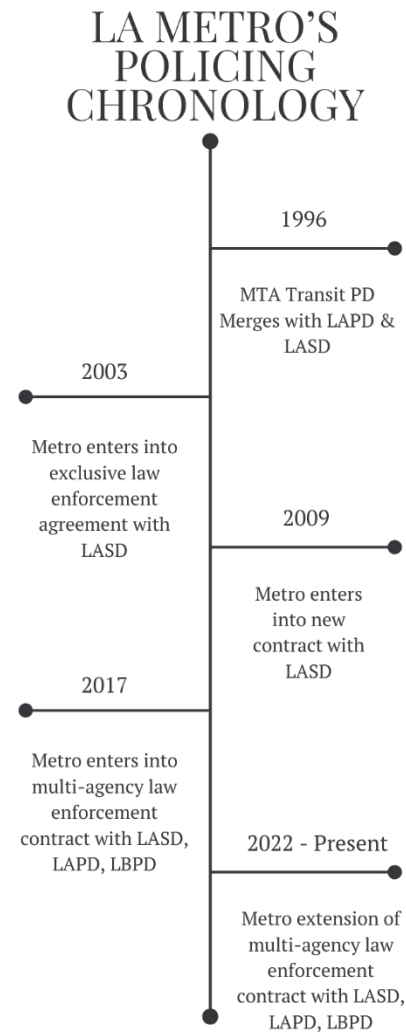 LA METRO'S
POLICING
CHRONOLOGY
1996
MTA Transit PD
Merges with LAPD &
LASD
2003
Metro enters into
exclusive law
enforcement
agreement with
LASD
2009
Metro enters
into new
contract with
LASD
2017
Metro enters into
multi-agency law
enforcement
contract with LASD,
LAPD, LBPD
2022 - Present
Metro extension of
multi-agency law
enforcement
contract with LASD,
LAPD, LBPD